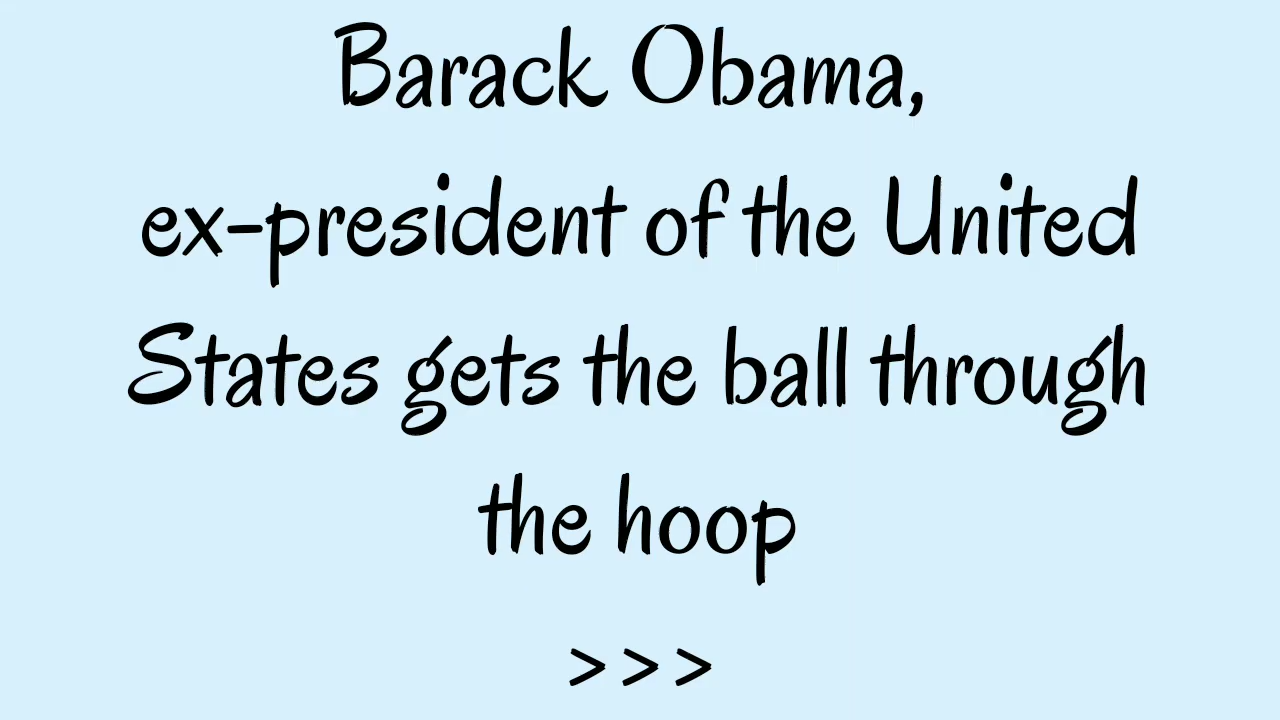 Barack Obama,
ex-president of the United
States gets the ball through
the hoop
>>>